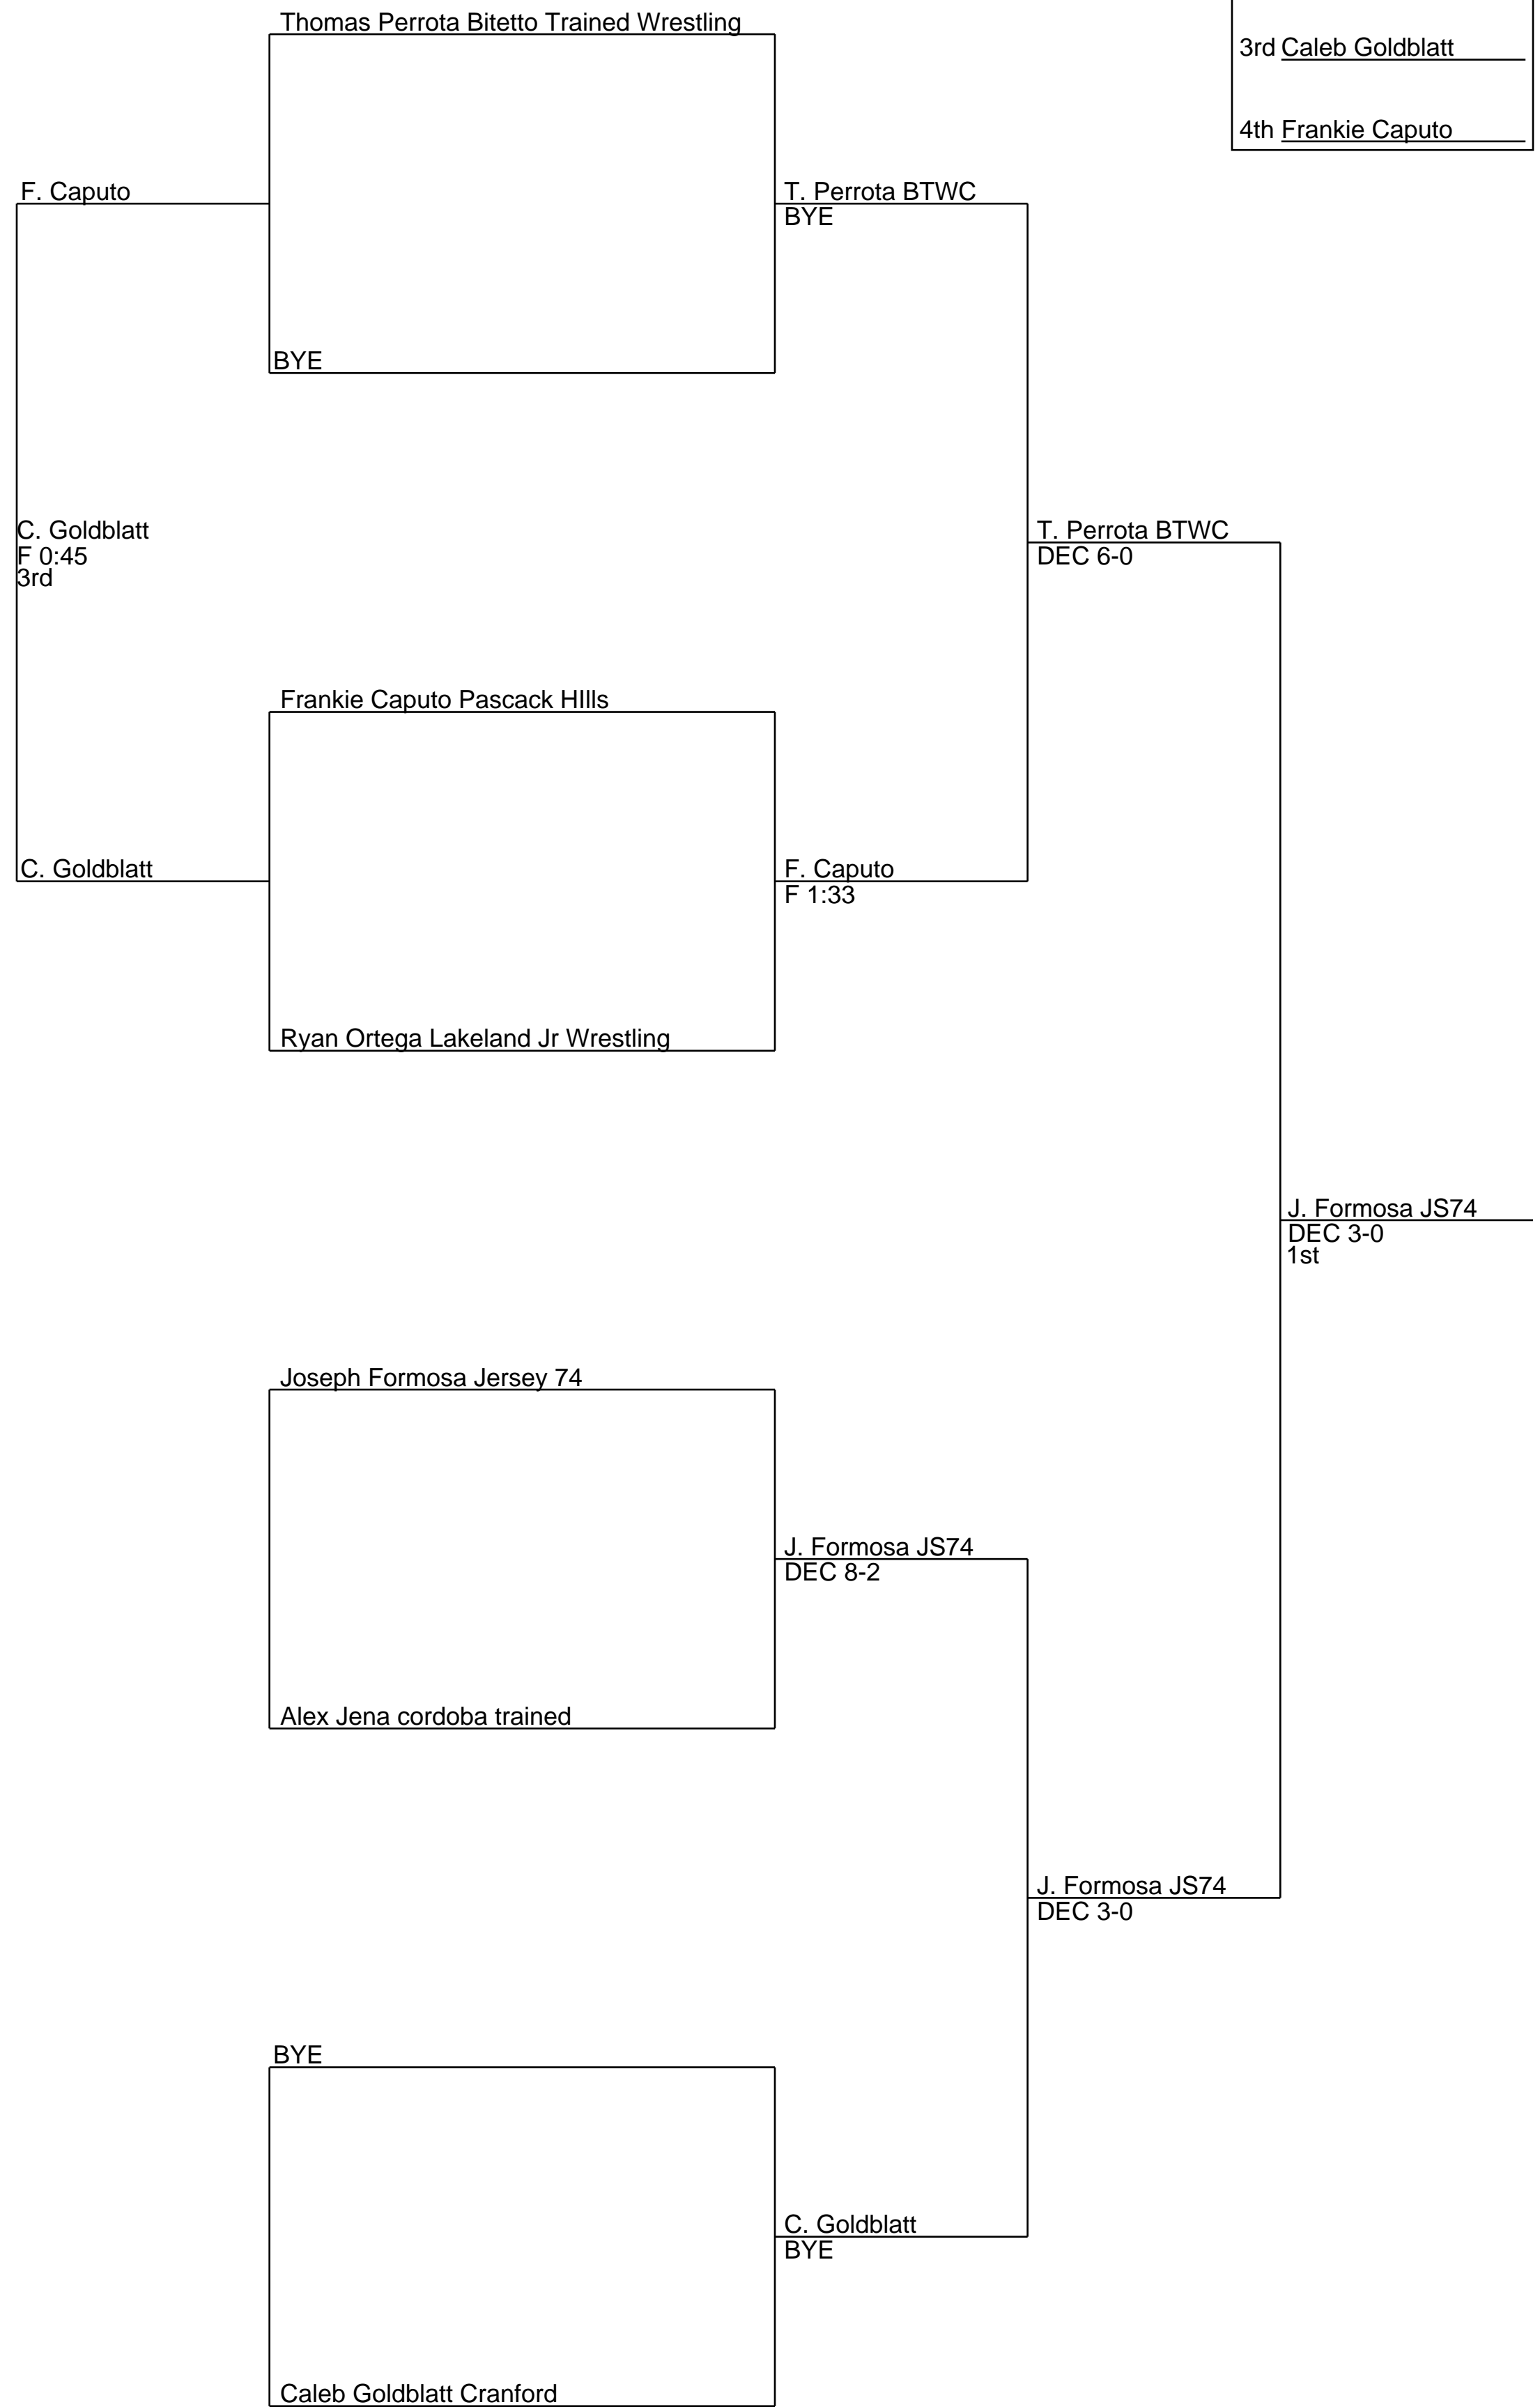 Thomas Perrota Bitetto Trained Wrestling
3rd Caleb Goldblatt
4th Frankie Caputo
F. Caputo
T. Perrota BTWC
BYE
BYE
C. Goldblatt
F 0:45
3rd
T. Perrota BTWC
DEC 6-0
Frankie Caputo Pascack HIlls
C. Goldblatt
F. Caputo
F 1:33
Ryan Ortega Lakeland Jr Wrestling
J. Formosa JS74
DEC 3-0
1st
Joseph Formosa Jersey 74
J. Formosa JS74
DEC 8-2
Alex Jena cordoba trained
J. Formosa JS74
DEC 3-0
BYE
C. Goldblatt
BYE
Caleb Goldblatt Cranford